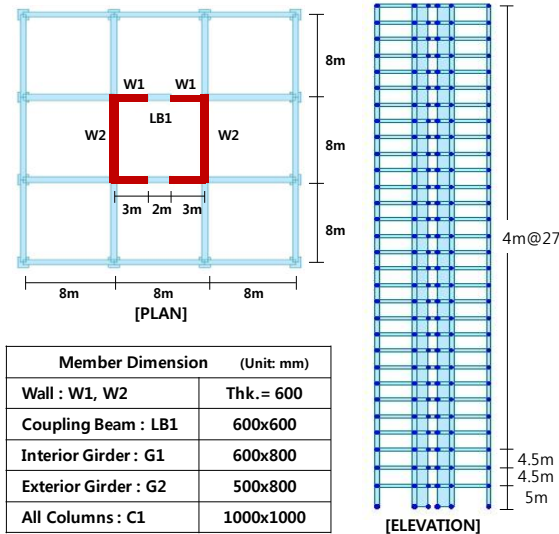 8m
W1 W1
W2 LB1 W2
8m
3m 2m 3m
8m
8m 8m 8m
[PLAN]
Member Dimension (Unit: mm)
Wall : W1, W2 Thk.= 600
Coupling Beam : LB1 600x600
Interior Girder : G1 600x800
Exterior Girder : G2 500x800
All Columns : C1 1000x1000
4m@27
4.5m
4.5m
5m
[ELEVATION]